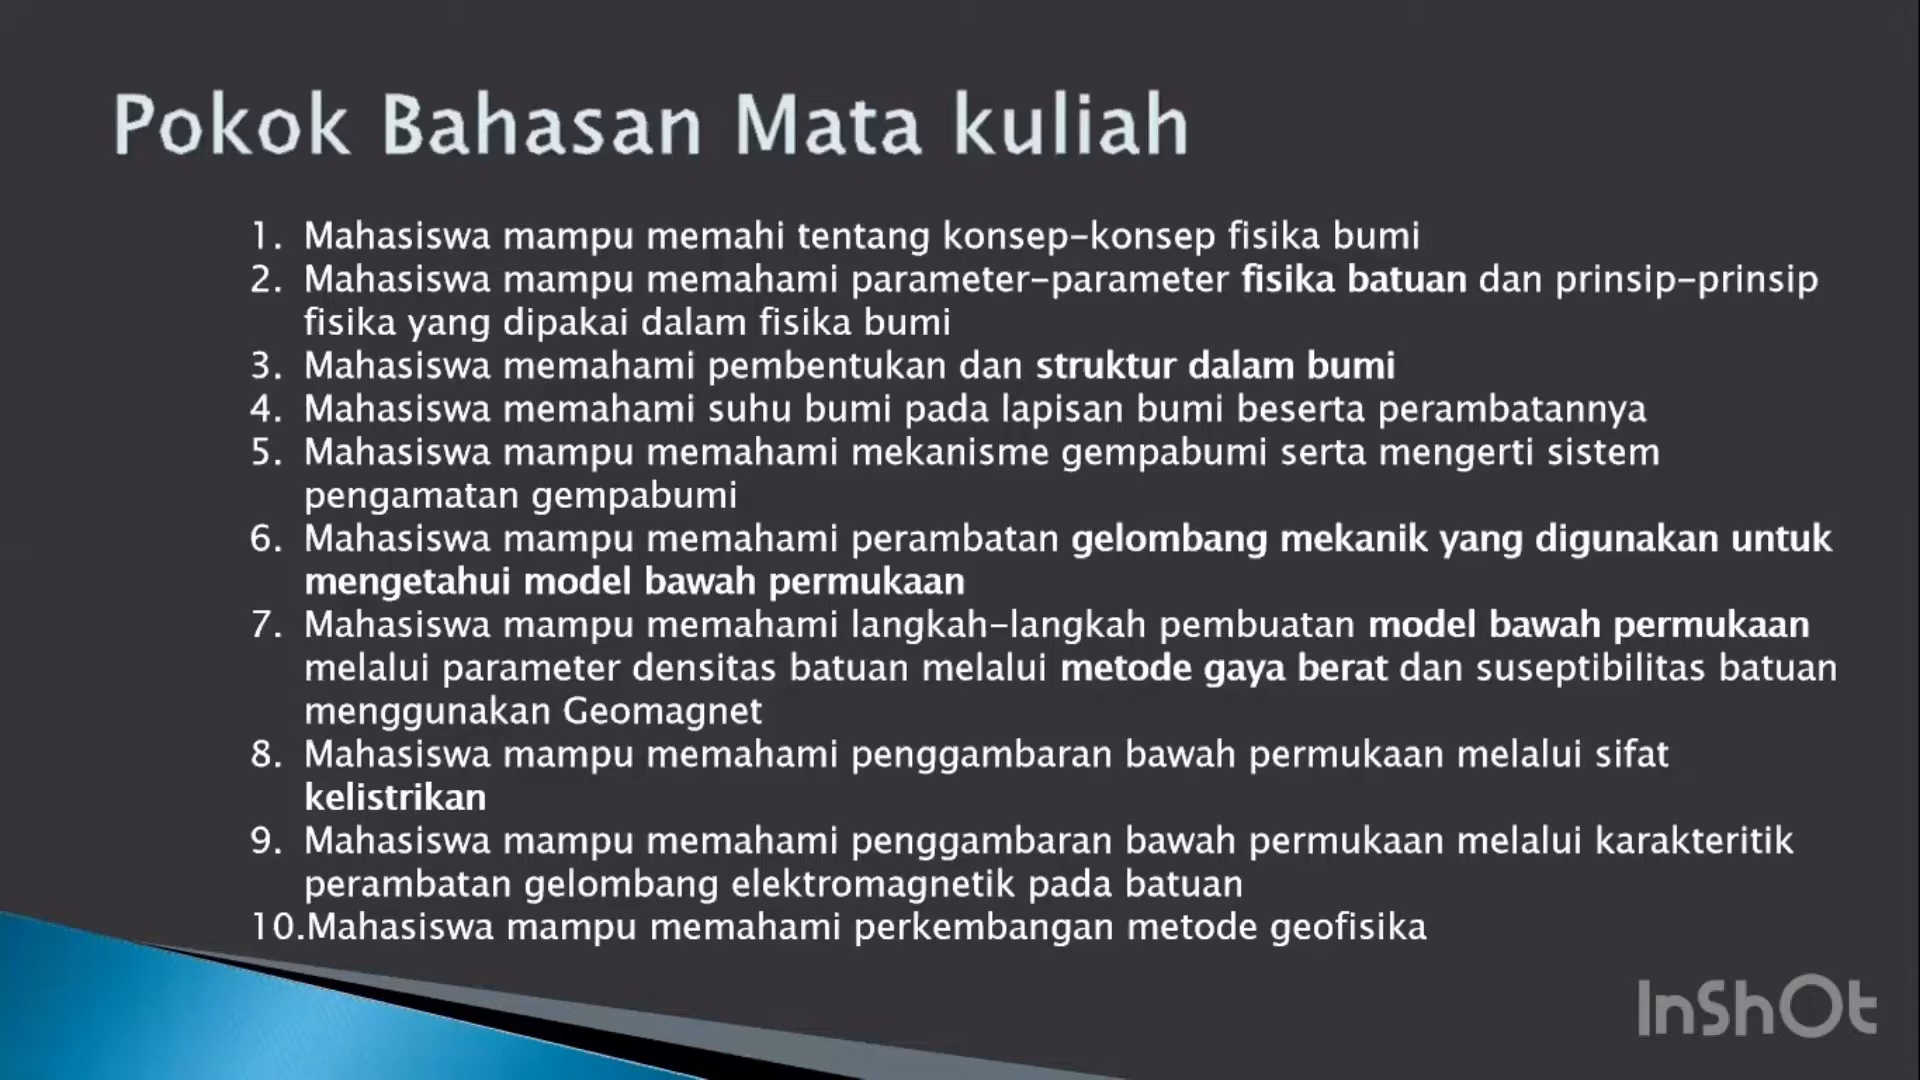 Pokok Bahasan Mata kuliah
1. Mahasiswa mampu memahi tentang konsep-konsep fisika bumi
2. Mahasiswa mampu memahami parameter-parameter fisika batuan dan prinsip-prinsip
fisika yang dipakai dalam fisika bumi
3. Mahasiswa memahami pembentukan dan struktur dalam bumi
4. Mahasiswa memahami suhu bumi pada lapisan bumi beserta perambatannya
5. Mahasiswa mampu memahami mekanisme gempabumi serta mengerti sistem
pengamatan gempabumi
6. Mahasiswa mampu memahami perambatan gelombang mekanik yang digunakan untuk
mengetahui model bawah permukaan
7. Mahasiswa mampu memahami langkah-langkah pembuatan model bawah permukaan
melalui parameter densitas batuan melalui metode gaya berat dan suseptibilitas batuan
menggunakan Geomagnet
8. Mahasiswa mampu memahami penggambaran bawah permukaan melalui sifat
kelistrikan
9. Mahasiswa mampu memahami penggambaran bawah permukaan melalui karakteritik
perambatan gelombang elektromagnetik pada batuan
10.Mahasiswa mampu memahami perkembangan metode geofisika
InShOt